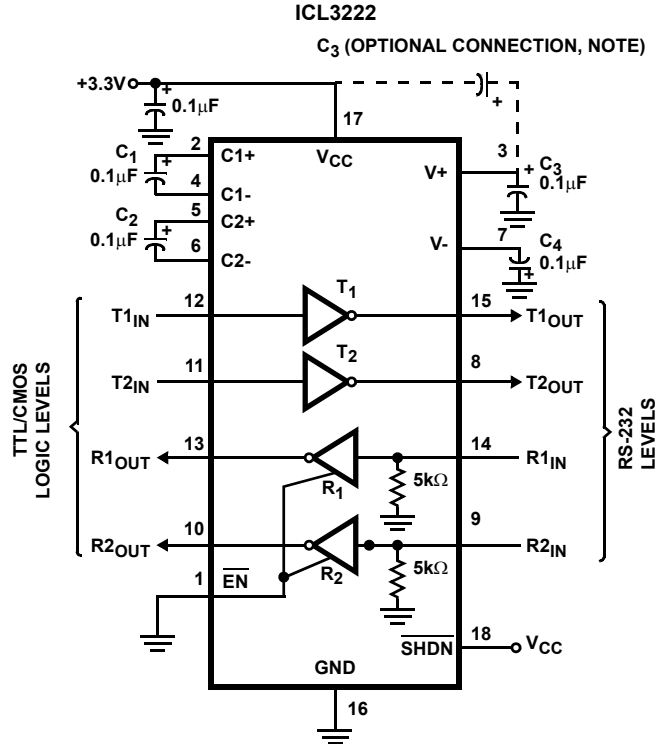 ICL3222
C3 (OPTIONAL CONNECTION, NOTE)
+3.3V
+
0.1μF
17
+
2
C1+
VCC
3
C1
+
0.1μF
4
C1-
V+
+
C3
0.1μF
5
C2+
C2
+
0.1μF
6
C2-
7
V-
C4
0.1μF
+
T1
12
15
T1IN
T1OUT
T2
11
8
T2IN
T2OUT
TTL/CMOS
LOGIC LEVELS
RS-232
LEVELS
13
14
R1OUT
R1IN
R1
5kΩ
10
9
R2OUT
R2IN
R2
5kΩ
1
EN
18
SHDN
VCC
GND
16